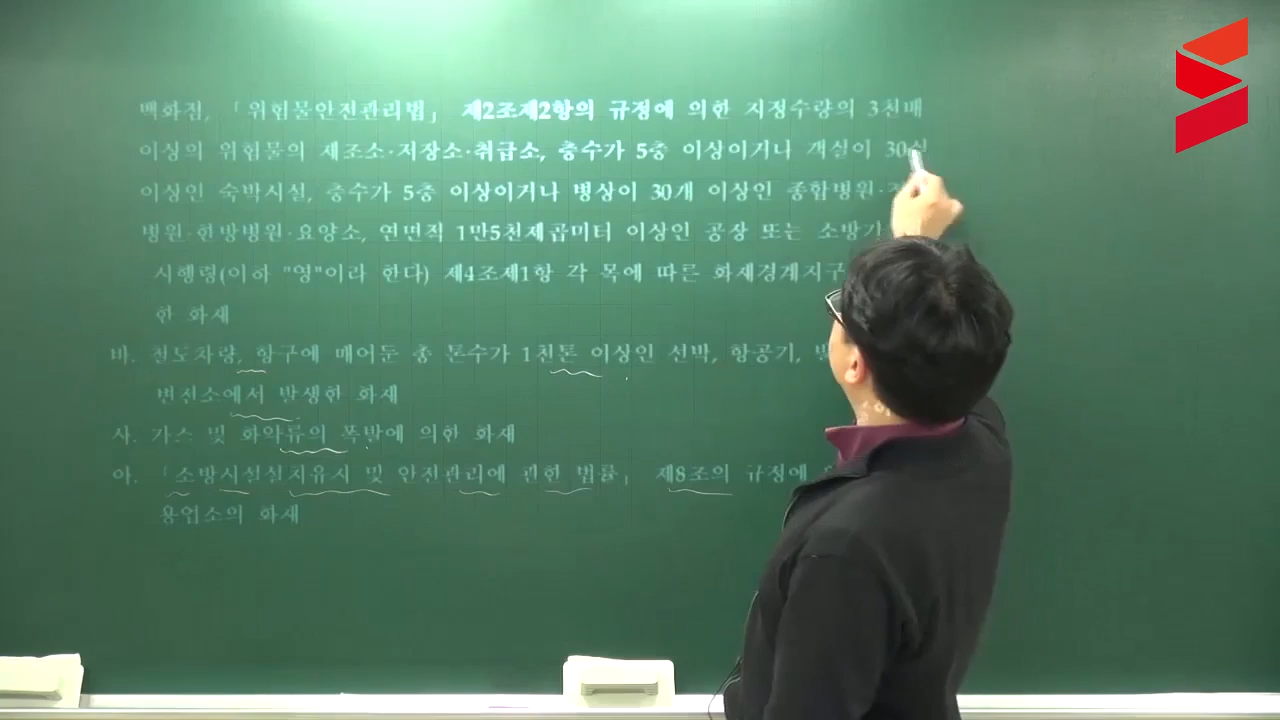 백화점, 「위험물안전관리법」 제2조제2항의 규정에 의한 지정수량의 3천배
이상의 위험물의 제조소·저장소·취급소, 층수가 5층 이상이거나 객실이 30실
이상인 숙박시설, 층수가 5층 이상이거나 병상이 30개 이상인 종합병원·
병원·한방병원·요양소, 연면적 1만5천제곱미터 이상인 공장 또는 소방기
시행령(이하 "영"이라 한다) 제4조제1항 각 목에 따른 화재경계지구
한 화재
바. 철도차량, 항구에 매어둔 총 톤수가 1천톤 이상인 선박, 항공기,
변전소에서 발생한 화재
사. 가스 및 화약류의 폭발에 의한 화재
아. 「소방시설설치유지 및 안전관리에 관한 법률」 제8조의 규정에
용업소의 화재